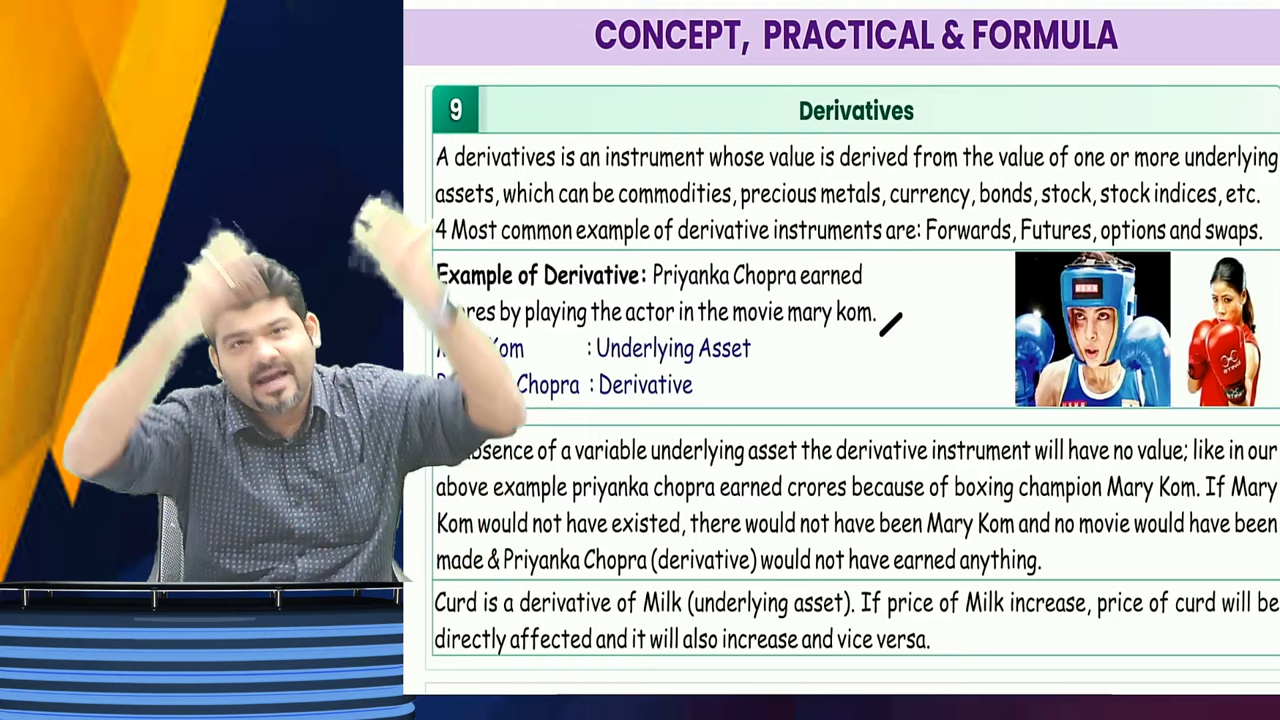 CONCEPT, PRACTICAL & FORMULA
9 Derivatives
A derivatives is an instrument whose value is derived from the value of one or more underlying
assets, which can be commodities, precious metals, currency, bonds, stock, stock indices, etc.
4 Most common example of derivative instruments are: Forwards, Futures, options and swaps.
Example of Derivative: Priyanka Chopra earned
by playing the actor in the movie mary kom.
Kom : Underlying Asset
Chopra : Derivative
of a variable underlying asset the derivative instrument will have no value; like in our
above example priyanka chopra earned crores because of boxing champion Mary Kom. If Mary
Kom would not have existed, there would not have been Mary Kom and no movie would have been
made & Priyanka Chopra (derivative) would not have earned anything.
Curd is a derivative of Milk (underlying asset). If price of Milk increase, price of curd will be
directly affected and it will also increase and vice versa.